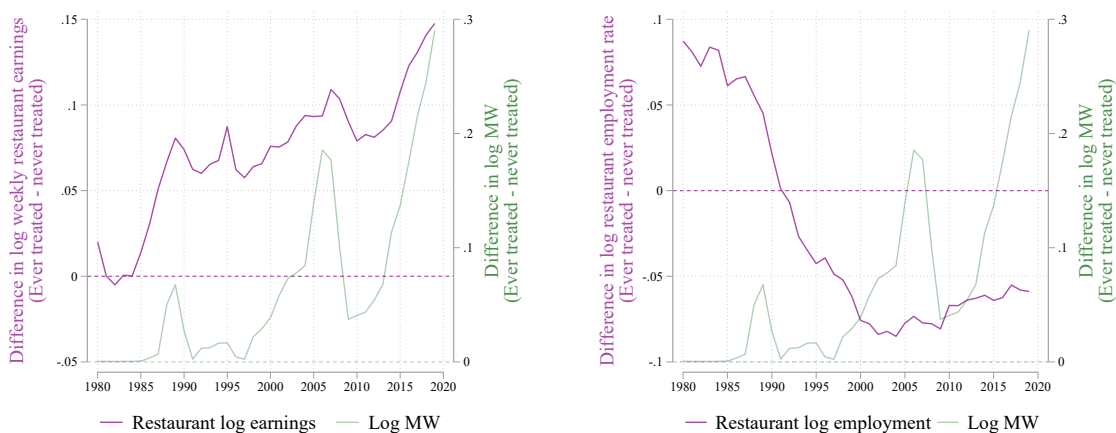 Difference in log weekly restaurant earnings
(Ever treated - never treated)
.15
.1
.05
0
-.05
.3
.2
.1
0
Difference in log MW
(Ever treated - never treated)
1980 1985 1990 1995 2000 2005 2010 2015 2020
Restaurant log earnings Log MW
Difference in log restaurant employment rate
(Ever treated - never treated)
.1
.05
0
-.05
-.1
.3
.2
.1
0
Difference in log MW
(Ever treated - never treated)
1980 1985 1990 1995 2000 2005 2010 2015 2020
Restaurant log employment Log MW